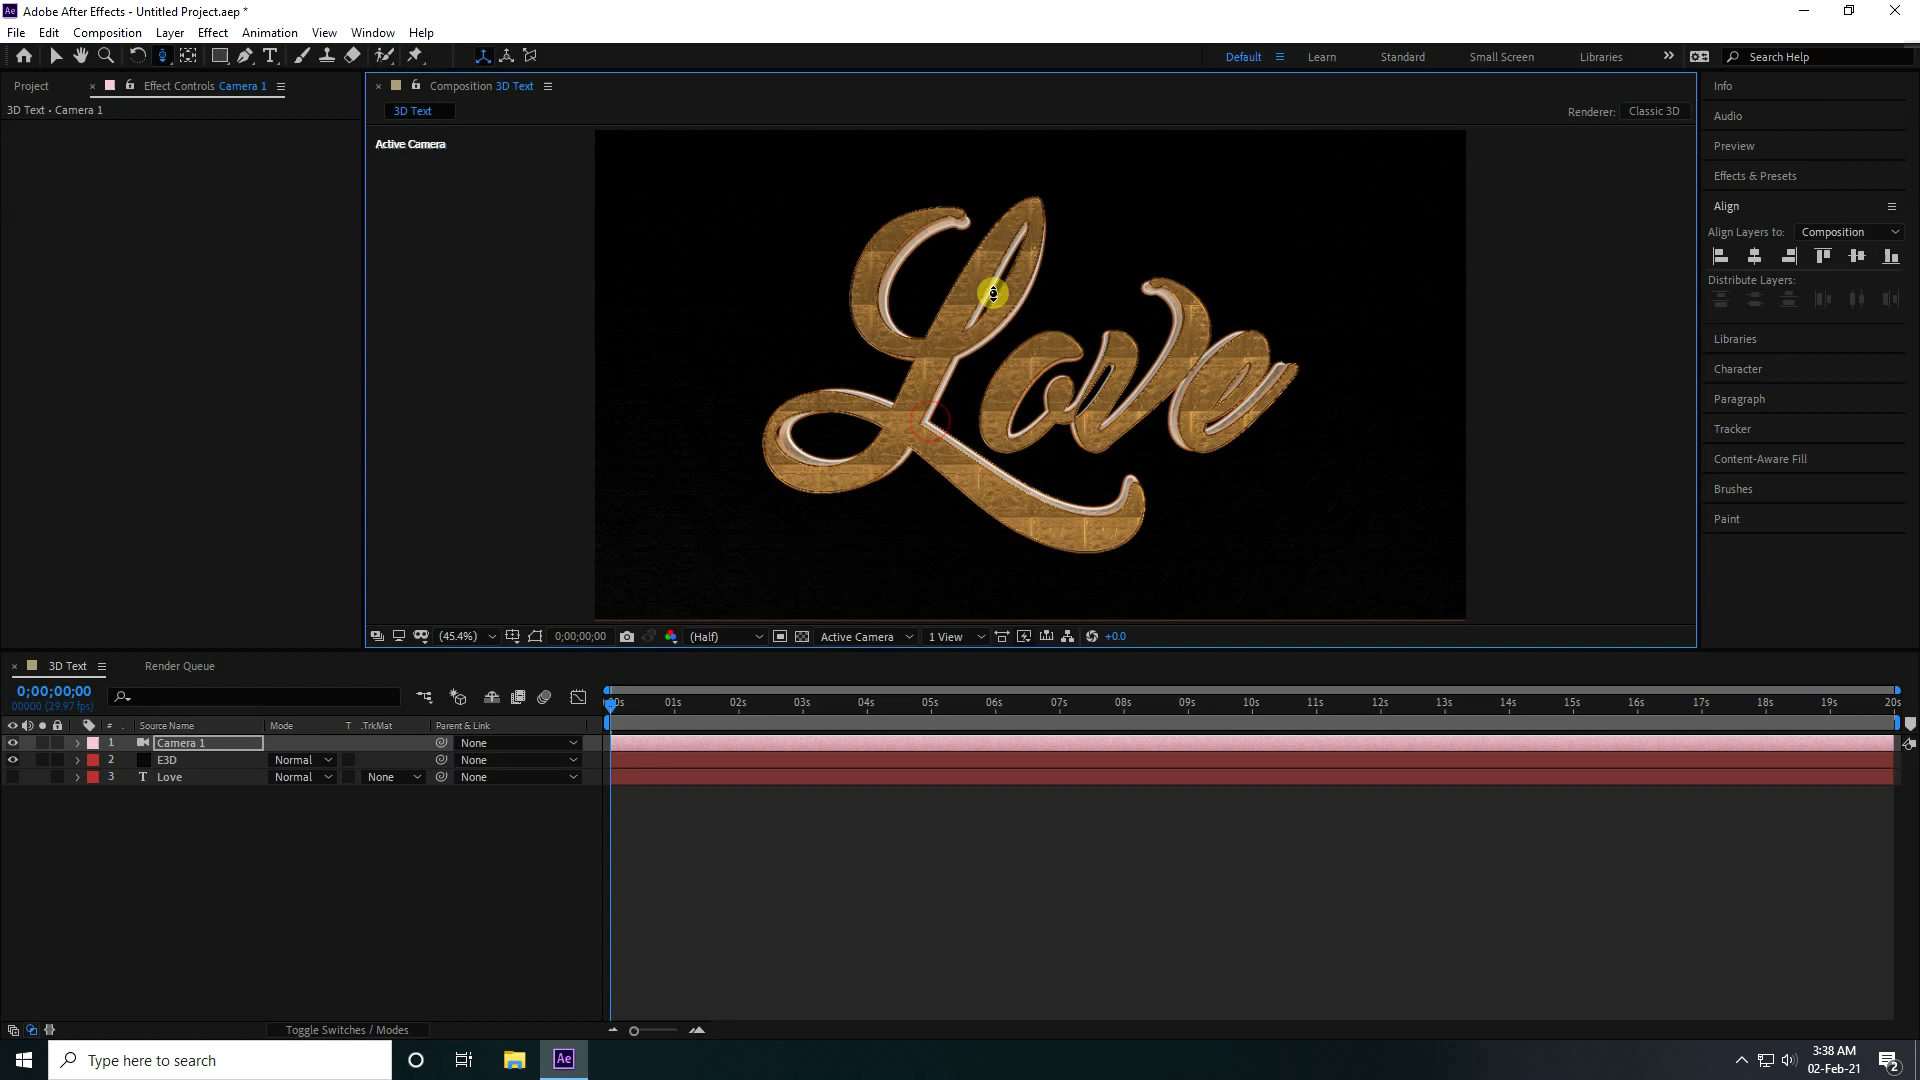 Adobe After Effects - Untitled Project.aep *
File Edit Composition Layer Effect Animation View Window Help
Default Learn Standard Small Screen Libraries Search Help
Project Effect Controls Camera 1
3D Text • Camera 1
Composition 3D Text
3D Text
Renderer: Classic 3D
Active Camera
Love
(45.4%) 0;00;00;00 (Half) Active Camera 1 View +0.0
Info
Audio
Preview
Effects & Presets
Align
Align Layers to: Composition
Distribute Layers:
Libraries
Character
Paragraph
Tracker
Content-Aware Fill
Brushes
Paint
3D Text Render Queue
0;00;00;00
00000 (29.97 fps)
01s 02s 03s 04s 05s 06s 07s 08s 09s 10s 11s 12s 13s 14s 15s 16s 17s 18s 19s 20s
# Source Name Mode T .TrkMat Parent & Link
1 Camera 1 None
2 E3D Normal None
3 T Love Normal None None
Toggle Switches / Modes
Type here to search
Ae
3:38 AM
02-Feb-21
2